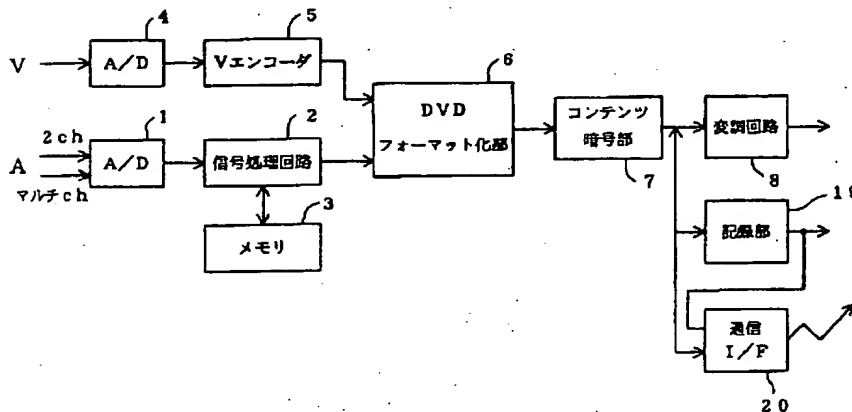 4
5
V
A/D
Vエンコーダ
6
DVD
フォーマット化部
コンテンツ
暗号部
7
変調回路
8
1
2
2ch
A
マルチch
A/D
信号処理回路
3
メモリ
19
記録部
通信
I/F
20